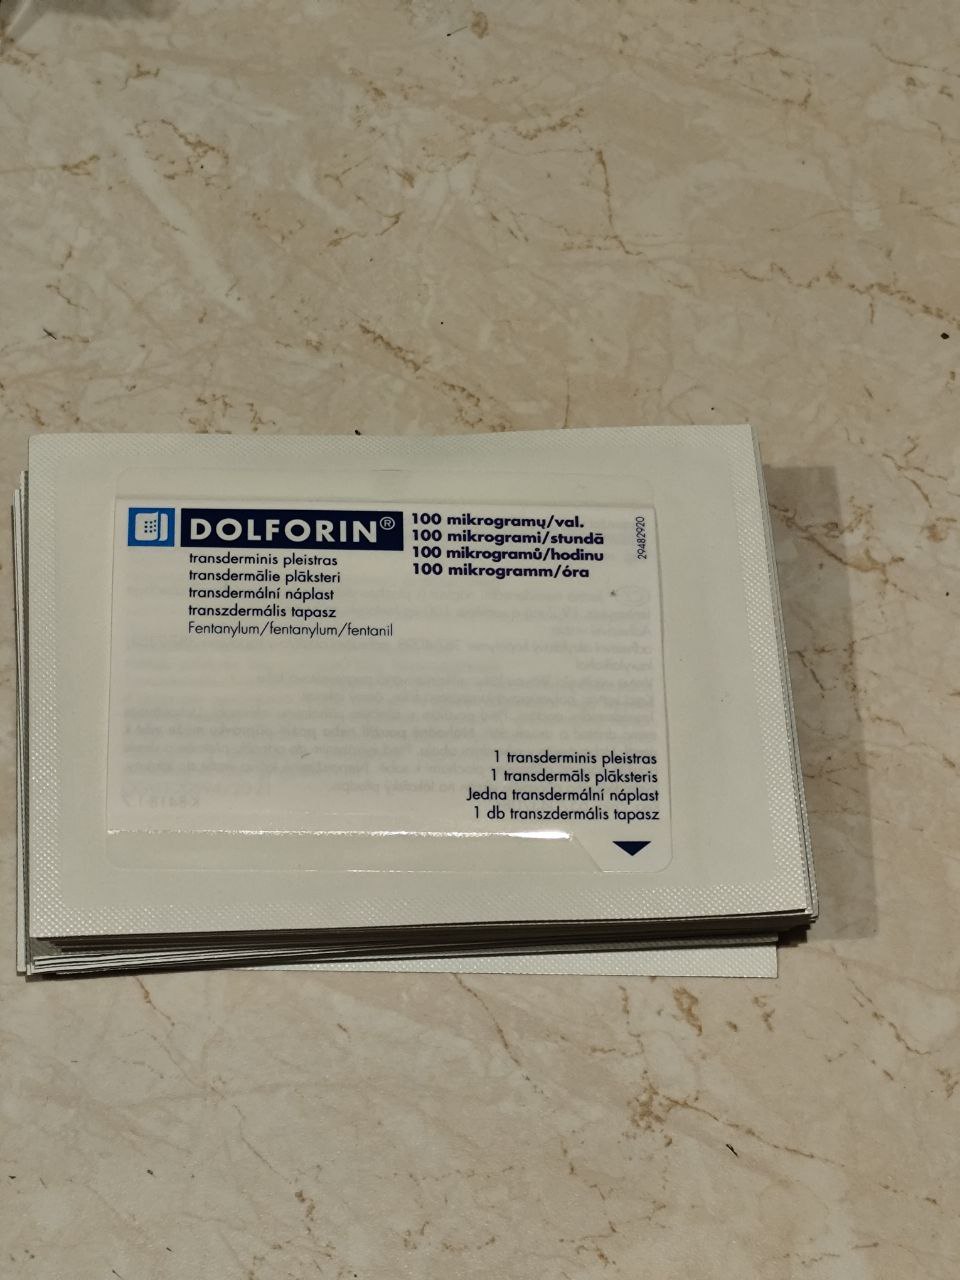 DOLFORIN®
100 mikrogramų/val.
100 mikrogrami/stundā
100 mikrogramů/hodinu
100 mikrogramm/óra
29482920
transderminis pleistras
transdermālie plāksteri
transdermální náplast
transzdermális tapasz
Fentanylum/fentanylum/fentanil
1 transderminis pleistras
1 transdermāls plāksteris
Jedna transdermální náplast
1 db transzdermális tapasz